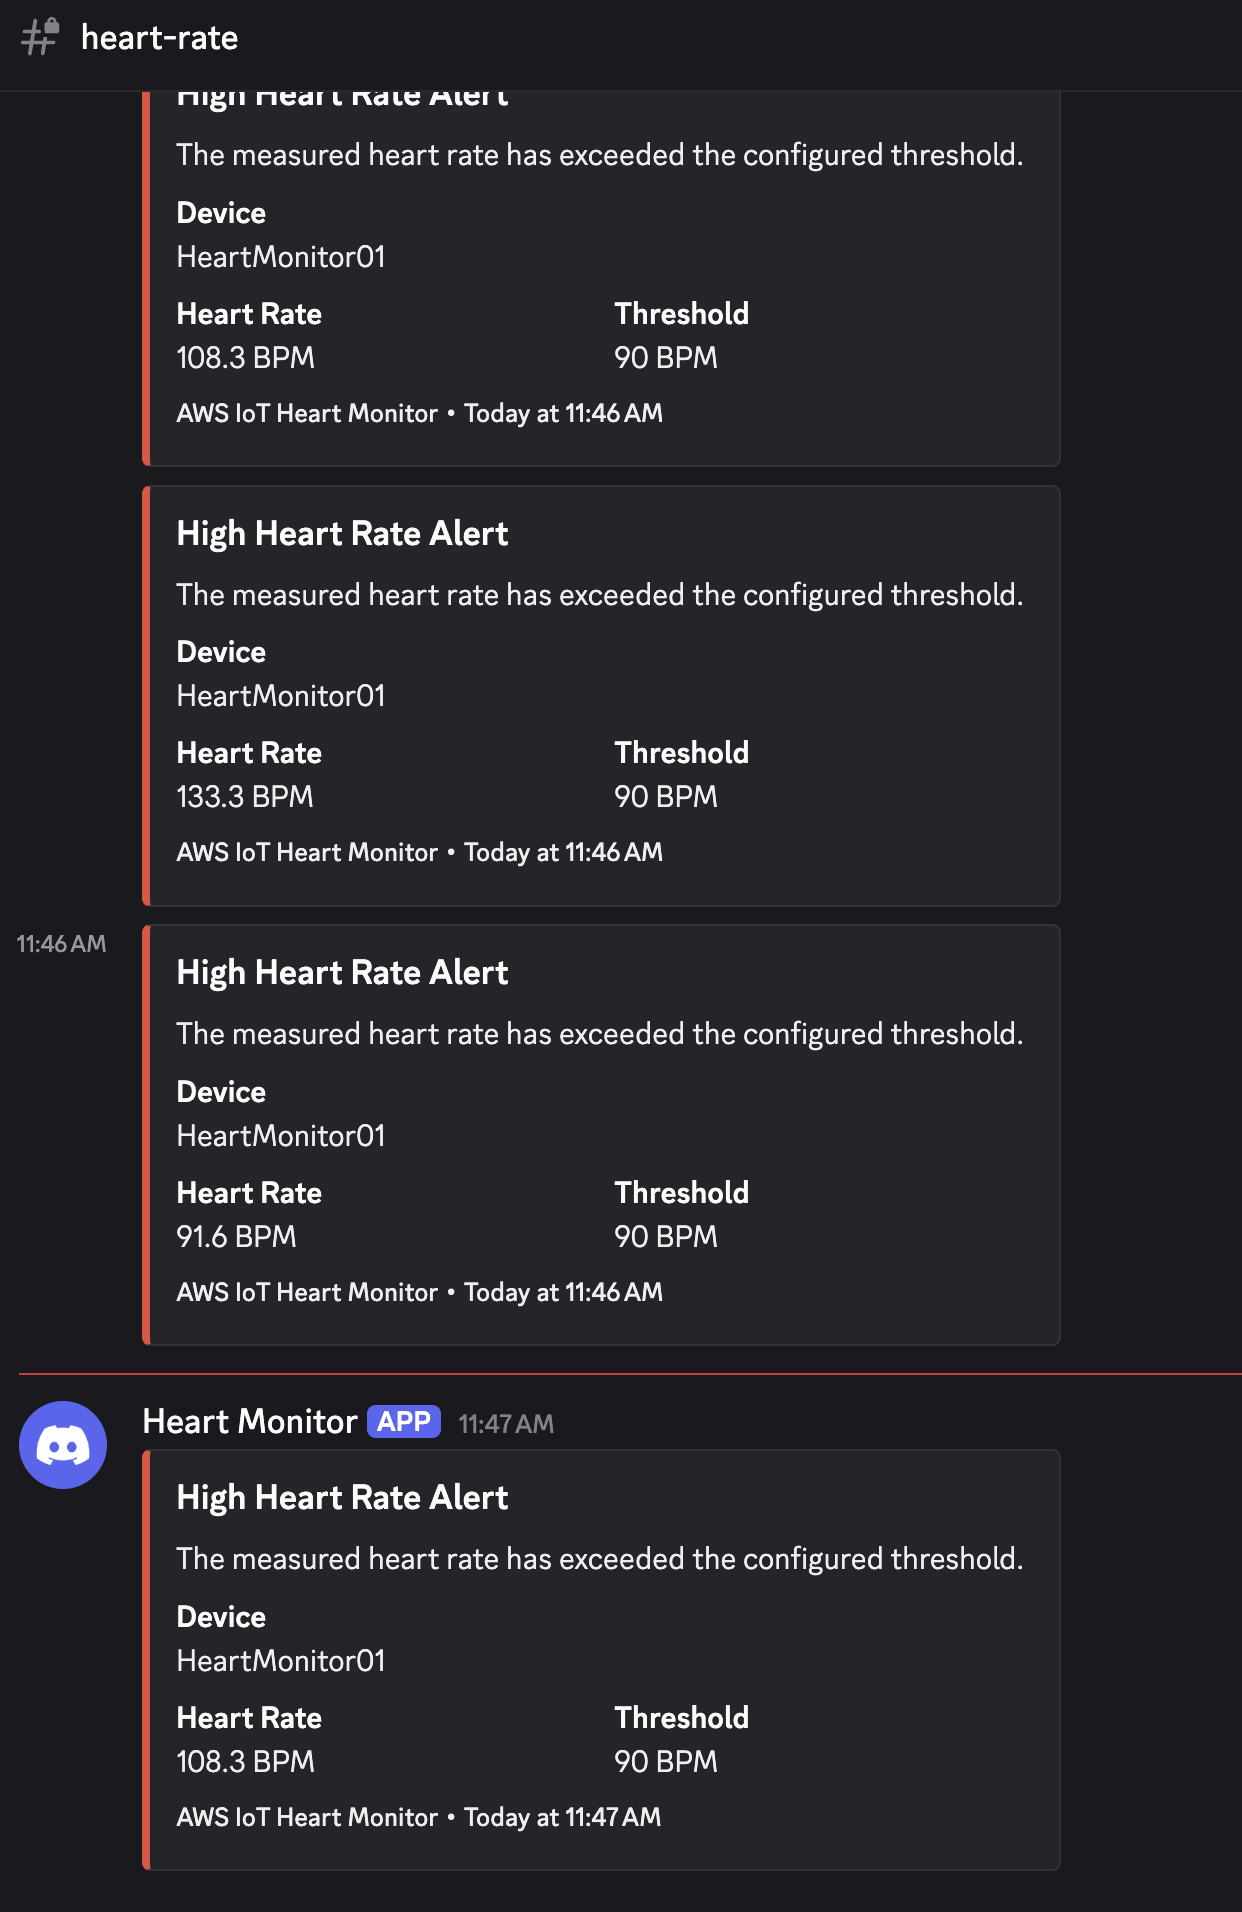 heart-rate
High Heart Rate Alert
The measured heart rate has exceeded the configured threshold.
Device
HeartMonitor01
Heart Rate Threshold
108.3 BPM 90 BPM
AWS IoT Heart Monitor • Today at 11:46 AM
High Heart Rate Alert
The measured heart rate has exceeded the configured threshold.
Device
HeartMonitor01
Heart Rate Threshold
133.3 BPM 90 BPM
AWS IoT Heart Monitor • Today at 11:46 AM
11:46 AM
High Heart Rate Alert
The measured heart rate has exceeded the configured threshold.
Device
HeartMonitor01
Heart Rate Threshold
91.6 BPM 90 BPM
AWS IoT Heart Monitor • Today at 11:46 AM
Heart Monitor APP 11:47 AM
High Heart Rate Alert
The measured heart rate has exceeded the configured threshold.
Device
HeartMonitor01
Heart Rate Threshold
108.3 BPM 90 BPM
AWS IoT Heart Monitor • Today at 11:47 AM